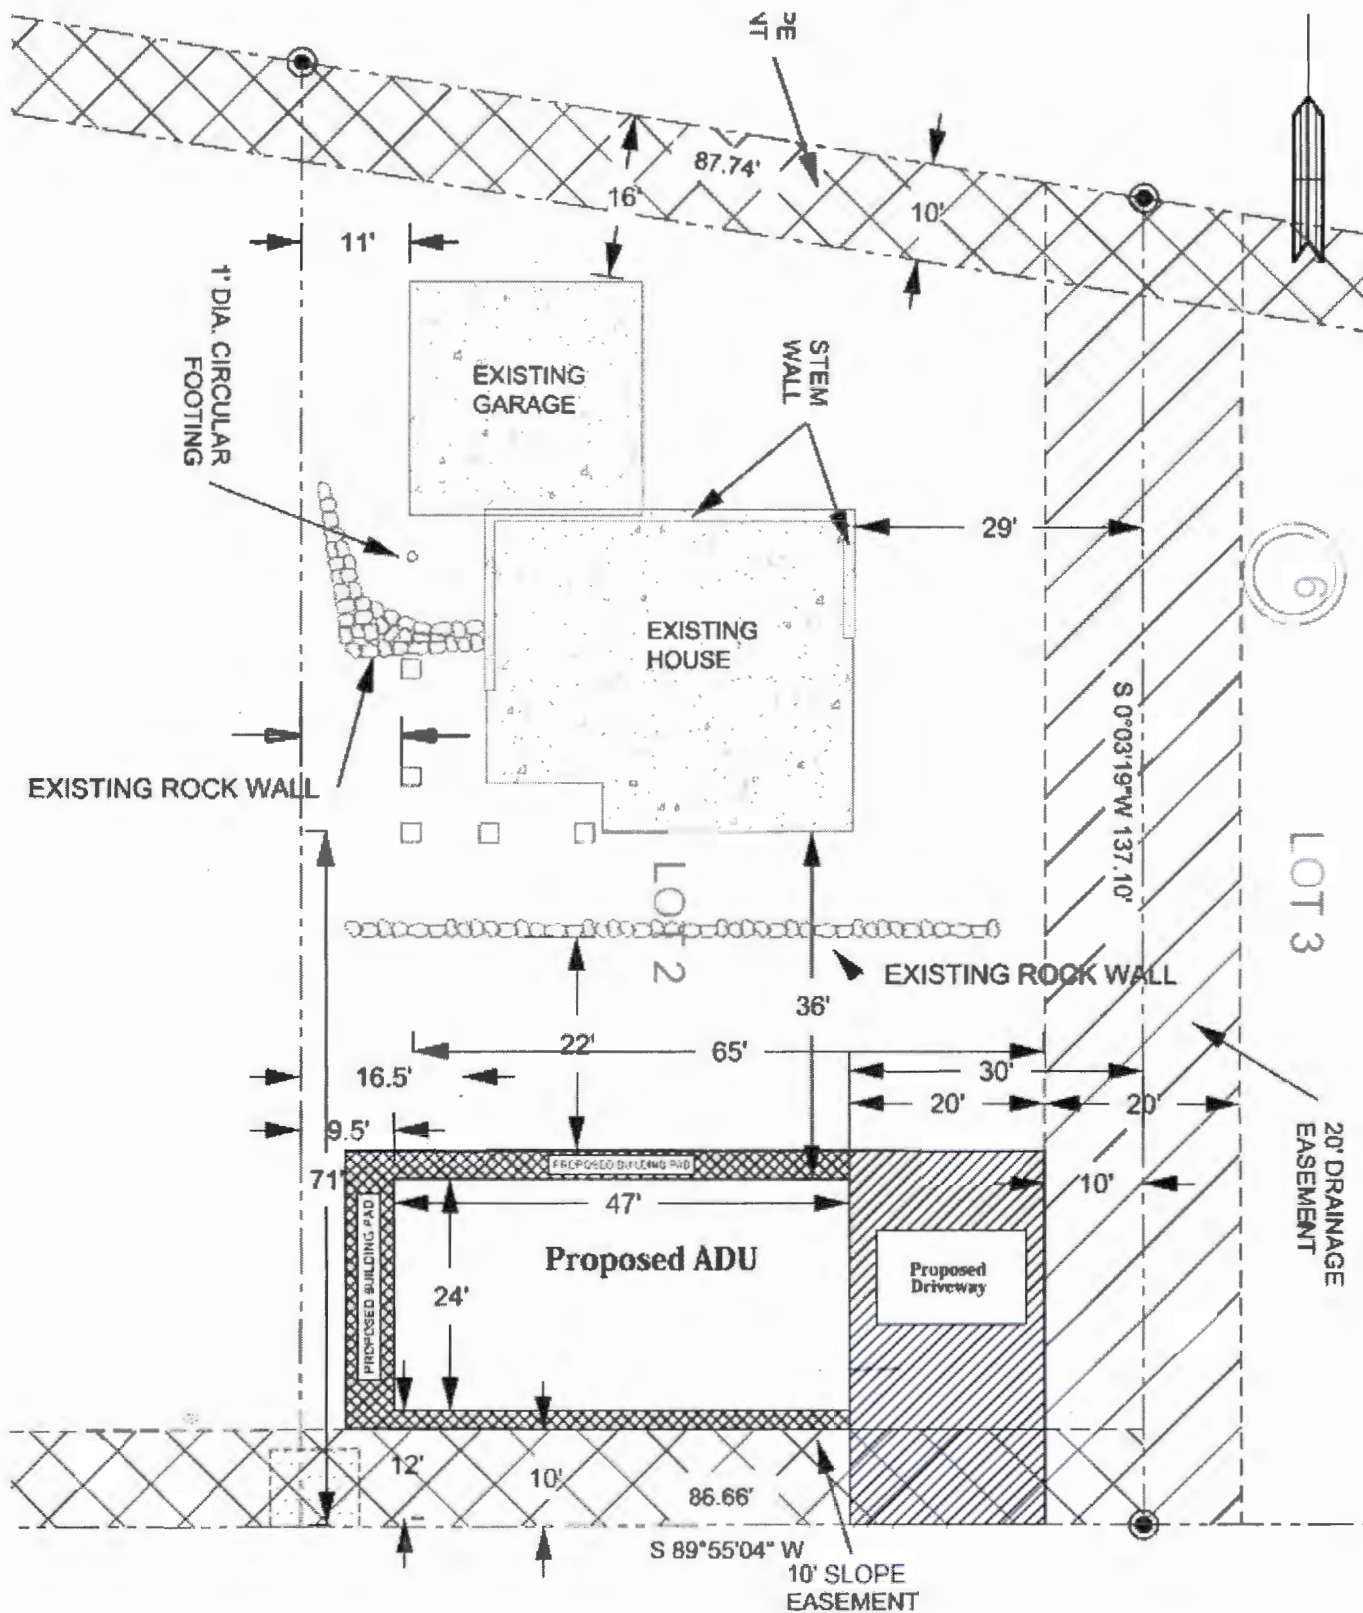 87.74'
16'
10'
11'
1' DIA. CIRCULAR
FOOTING
EXISTING
GARAGE
STEM
WALL
29'
6
EXISTING
HOUSE
S 0°03'19"W 137.10'
EXISTING ROCK WALL
LOT 3
LOT 2
EXISTING ROCK WALL
36'
22'
65'
30'
16.5'
20'
20'
9.5'
20' DRAINAGE
EASEMENT
PROPOSED BUILDING PAD
71'
10'
47'
PROPOSED BUILDING PAD
Proposed ADU
Proposed
Driveway
24'
12'
10'
86.66'
S 89°55'04" W
10' SLOPE
EASEMENT